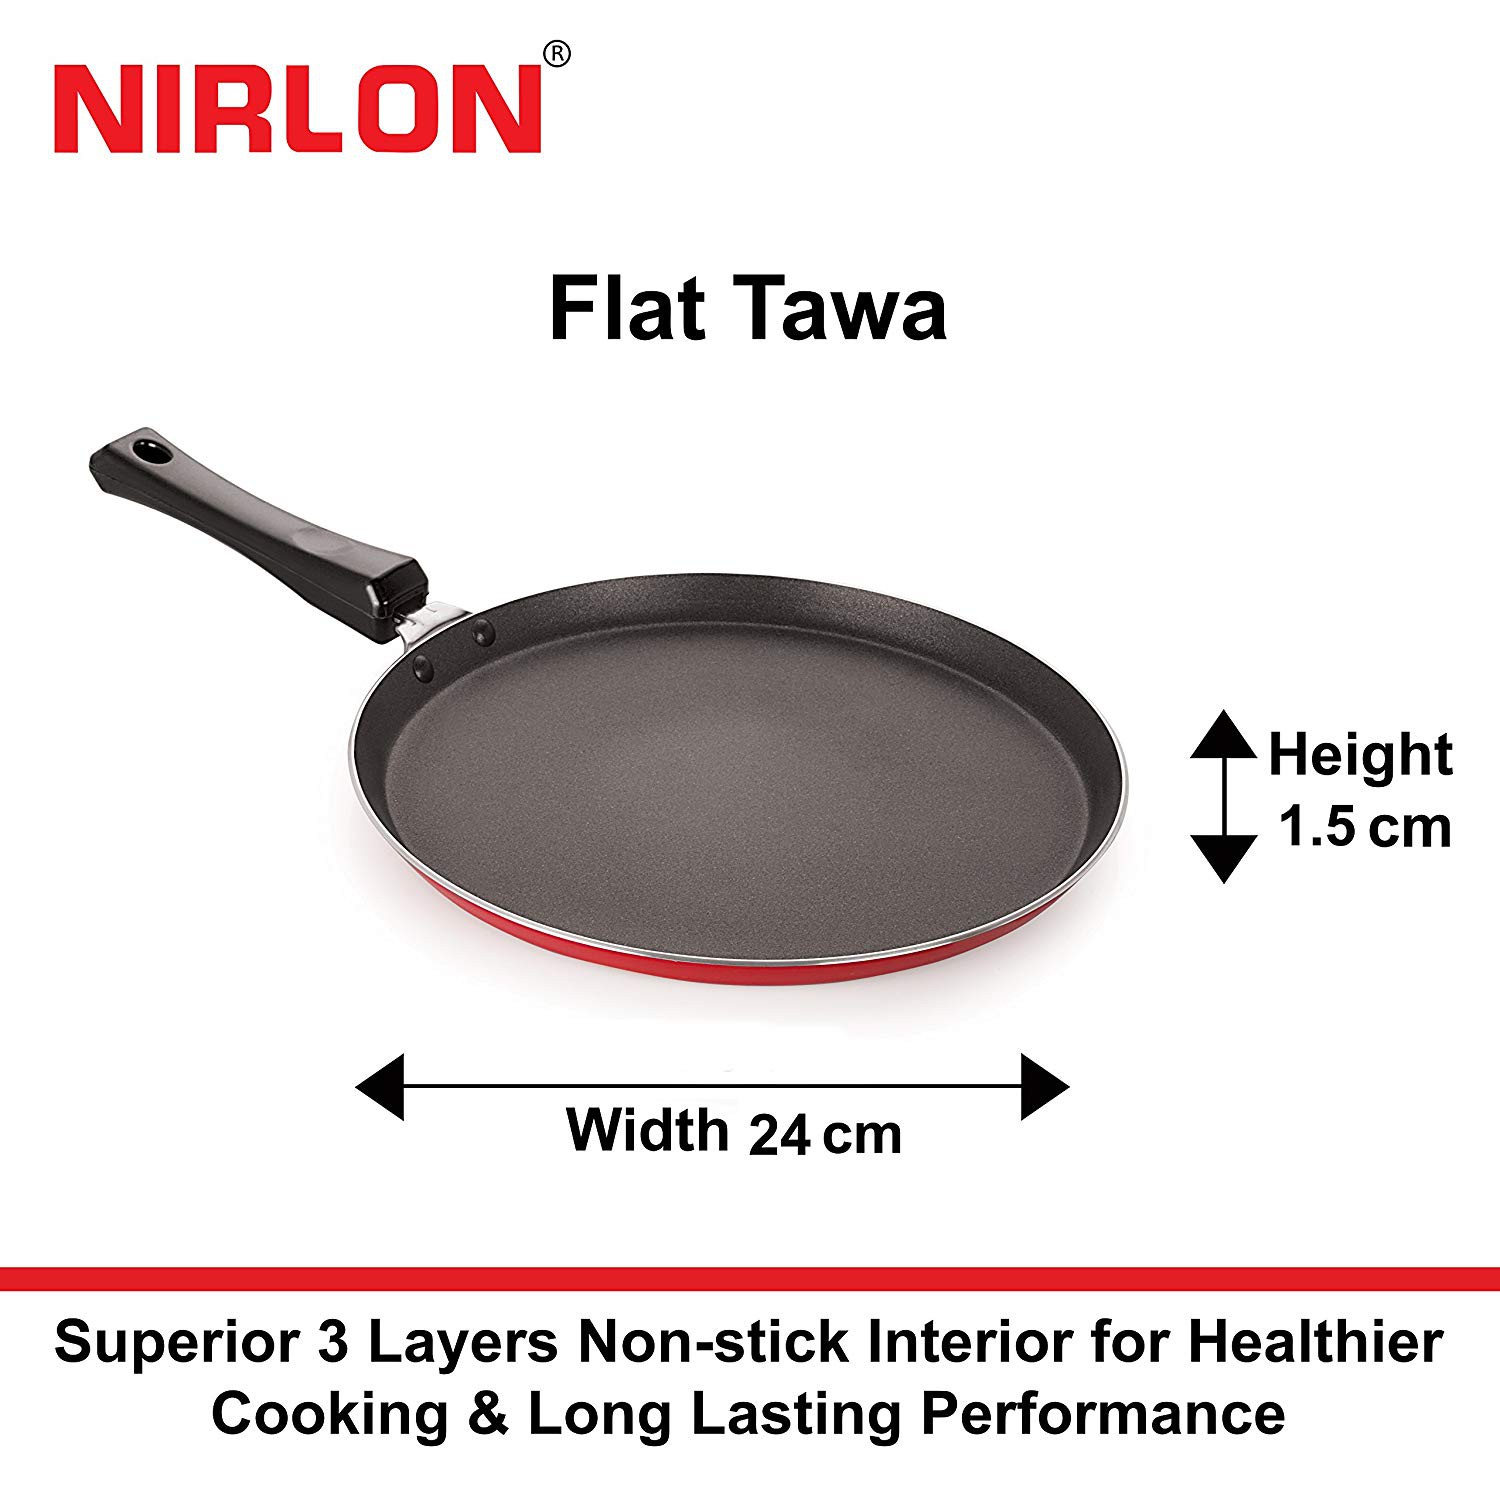 NIRLON®
Flat Tawa
Height
1.5 cm
Width 24 cm
Superior 3 Layers Non-stick Interior for Healthier
Cooking & Long Lasting Performance